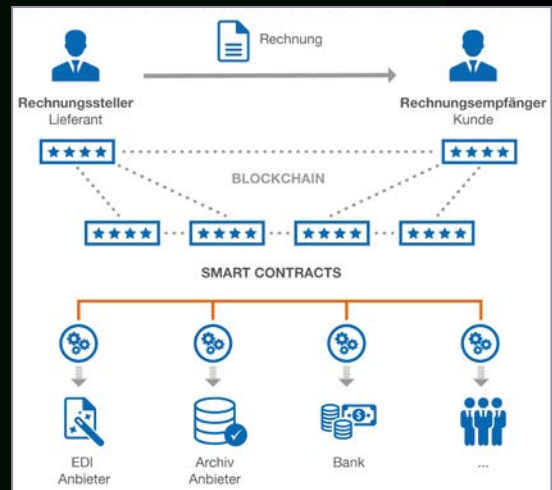 Rechnung
Rechnungssteller
Lieferant
Rechnungsempfänger
Kunde
BLOCKCHAIN
SMART CONTRACTS
EDI
Anbieter
Archiv
Anbieter
Bank
...